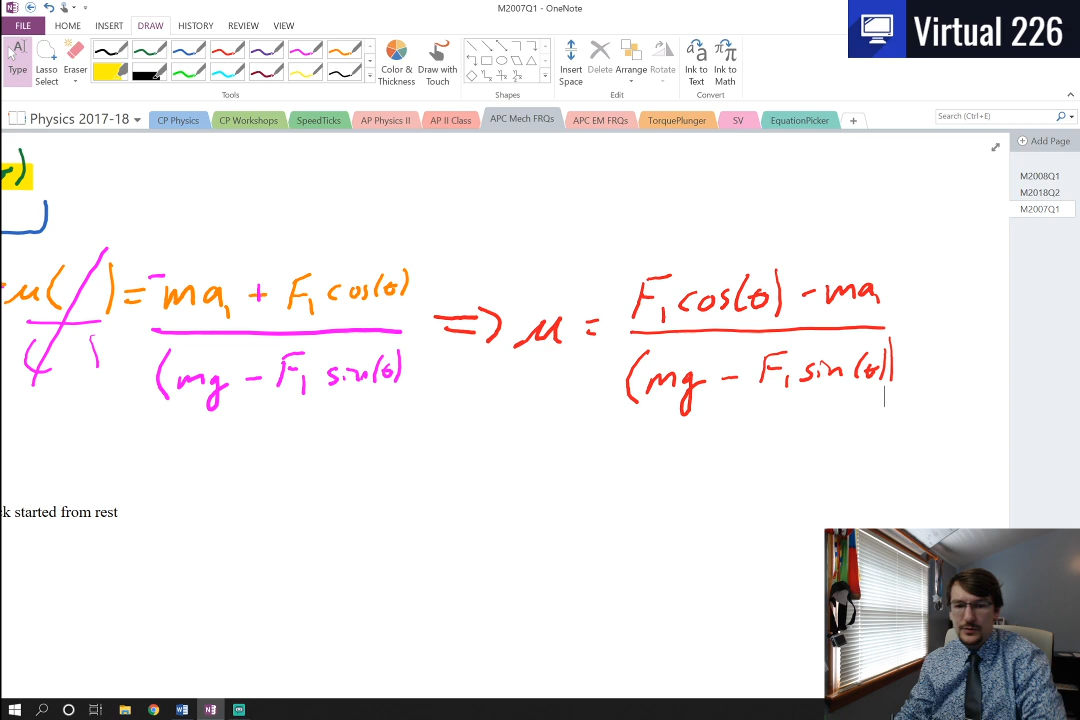 M2007Q1 - OneNote
FILE HOME INSERT DRAW HISTORY REVIEW VIEW
Virtual 226
Type
Lasso Select
Eraser
Color & Thickness
Draw with Touch
Insert Space
Delete
Arrange
Rotate
Ink to Text
Ink to Math
Tools
Shapes
Edit
Convert
Physics 2017-18
CP Physics
CP Workshops
SpeedTicks
AP Physics II
AP II Class
APC Mech FRQs
APC EM FRQs
TorquePlunger
SV
EquationPicker
Search (Ctrl+E)
Add Page
M2008Q1
M2018Q2
M2007Q1
μ( ) = -ma₁ + F₁ cos(θ)
(mg - F₁ sin(θ)
=> μ = F₁ cos(θ) - ma₁
(mg - F₁ sin(θ))
ck started from rest